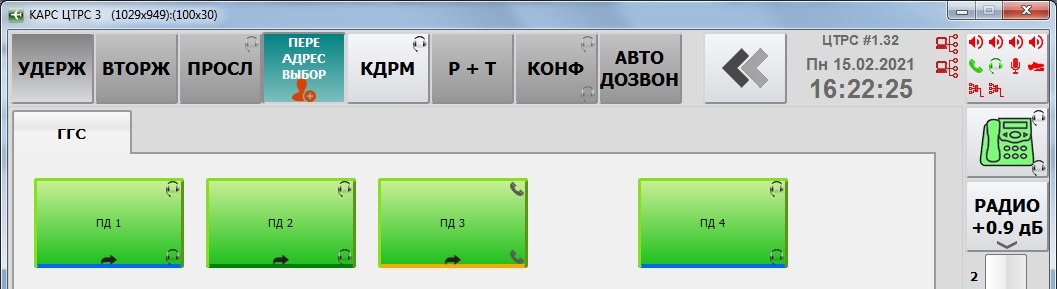 КАРС ЦТРС 3 (1029x949):(100x30)
УДЕРЖ
ВТОРЖ
ПРОСЛ
ПЕРЕ
АДРЕС
ВЫБОР
КДРМ
Р + Т
КОНФ
АВТО
ДОЗВОН
ЦТРС #1.32
Пн 15.02.2021
16:22:25
ГГС
ПД 1
ПД 2
ПД 3
ПД 4
РАДИО
+0.9 дБ
2